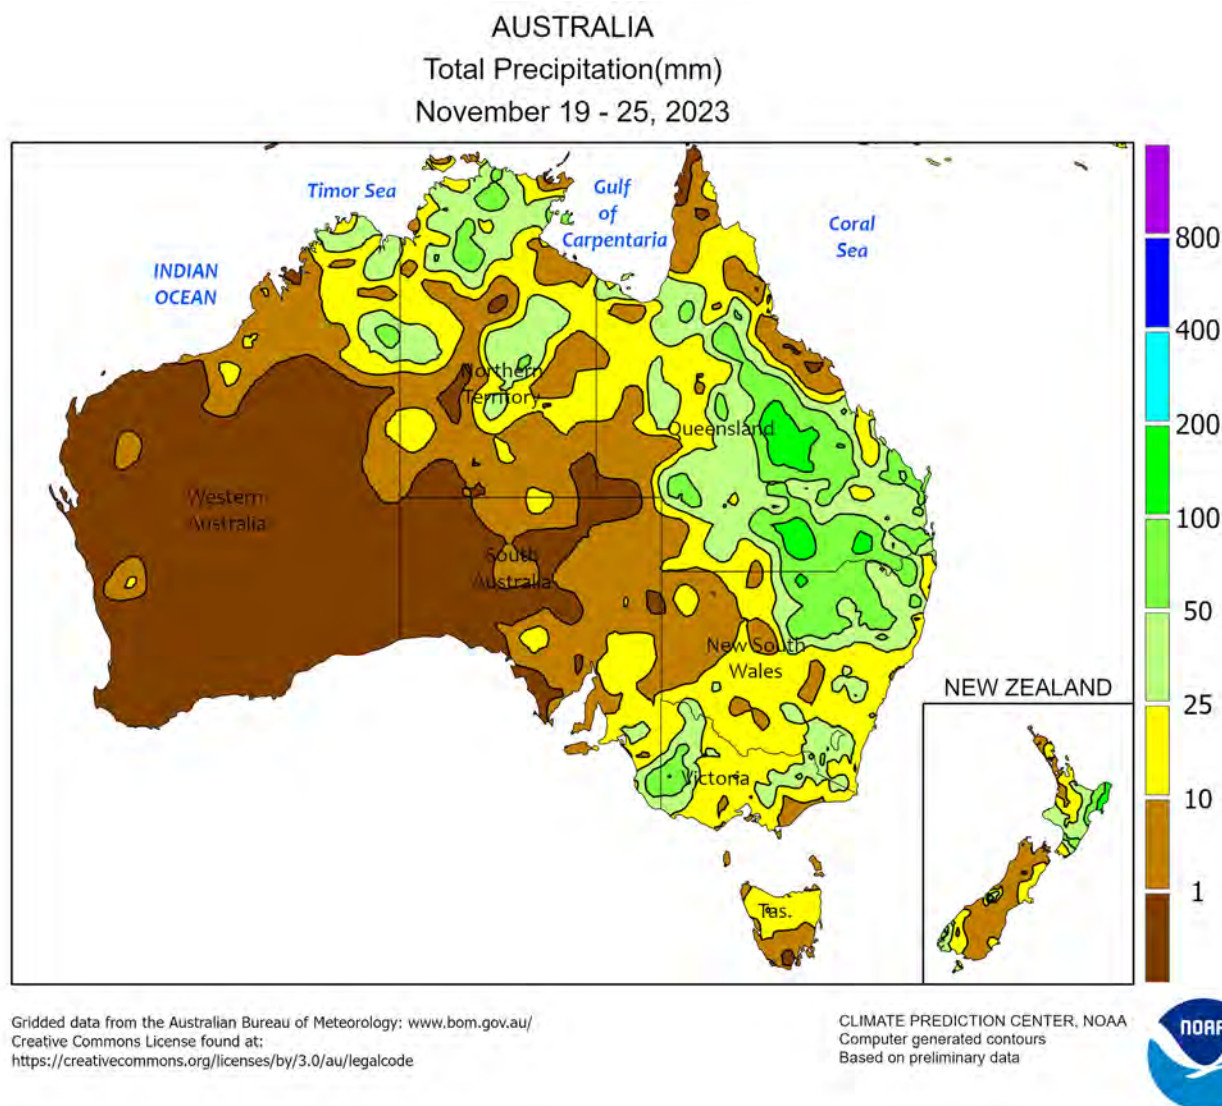 AUSTRALIA
Total Precipitation(mm)
November 19 - 25, 2023
Timor Sea
Gulf
of
Carpentaria
Coral
Sea
INDIAN
OCEAN
Northern
Territory
Queensland
Western
Australia
South
Australia
New South
Wales
Victoria
Tas.
NEW ZEALAND
800
400
200
100
50
25
10
1
Gridded data from the Australian Bureau of Meteorology: www.bom.gov.au/
Creative Commons License found at:
https://creativecommons.org/licenses/by/3.0/au/legalcode
CLIMATE PREDICTION CENTER, NOAA
Computer generated contours
Based on preliminary data